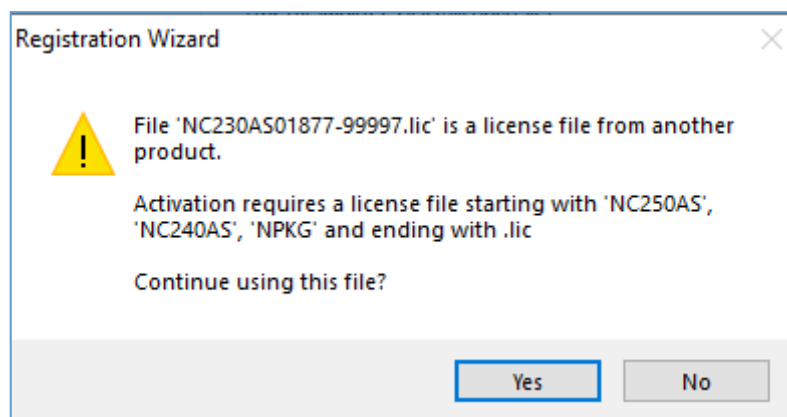 Registration Wizard
File 'NC230AS01877-99997.lic' is a license file from another
product.
Activation requires a license file starting with 'NC250AS',
'NC240AS', 'NPKG' and ending with .lic
Continue using this file?
Yes
No